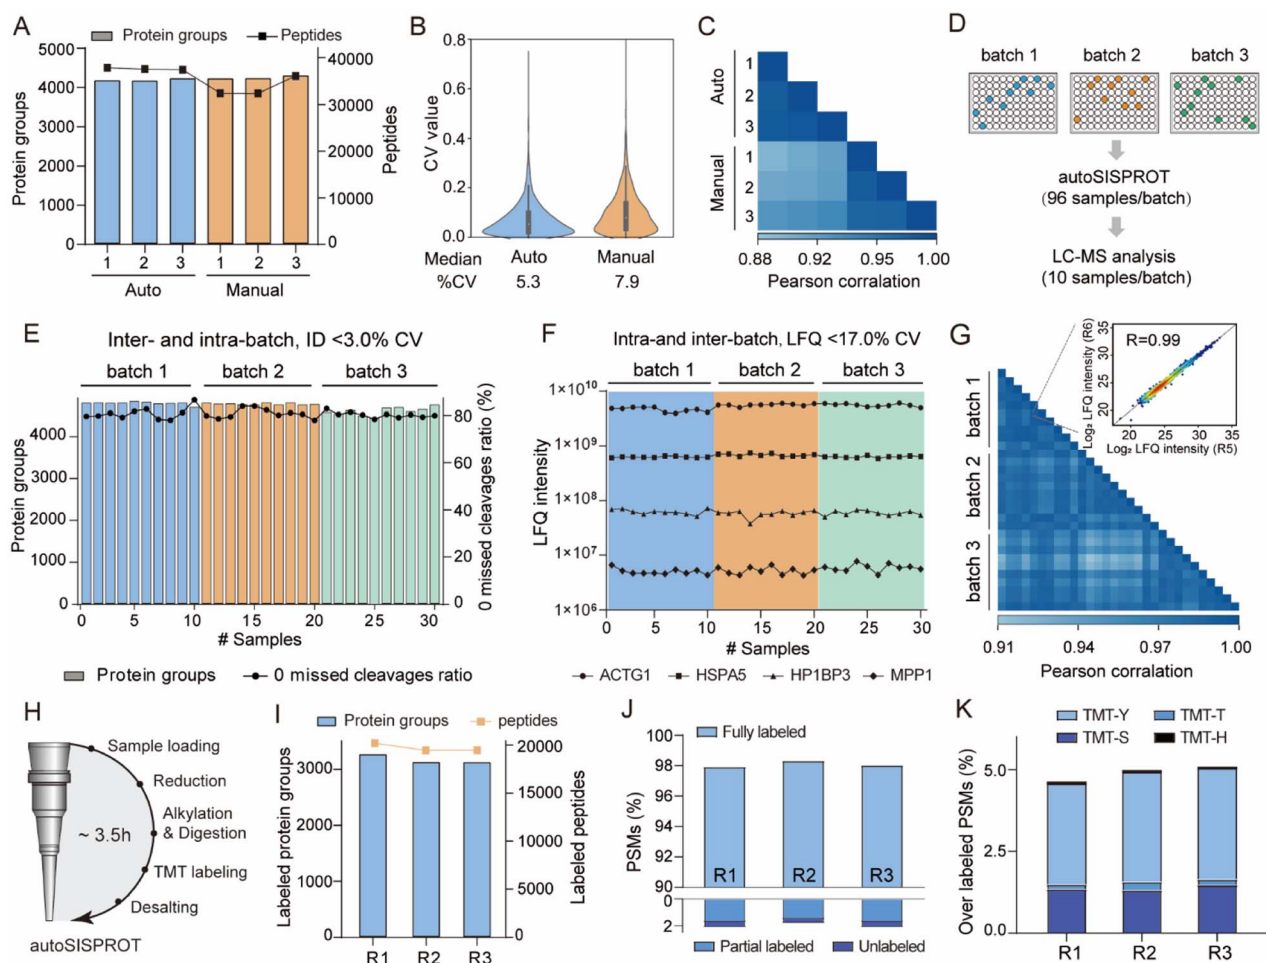 A
Protein groups
Peptides
5000
4000
3000
2000
1000
0
Protein groups
40000
30000
20000
10000
0
Peptides
1 2 3 1 2 3
Auto Manual
B
0.8
0.6
0.4
0.2
0.0
CV value
Auto Manual
Median
%CV
5.3 7.9
C
Auto
1
2
3
Manual
1
2
3
0.88 0.92 0.95 1.00
Pearson corralation
D
batch 1 batch 2 batch 3
autoSISPROT
(96 samples/batch)
LC-MS analysis
(10 samples/batch)
E
Inter- and intra-batch, ID <3.0% CV
batch 1 batch 2 batch 3
4000
3000
2000
1000
0
Protein groups
80
60
40
20
0
0 missed cleavages ratio (%)
0 5 10 15 20 25 30
# Samples
Protein groups
0 missed cleavages ratio
F
Intra-and inter-batch, LFQ <17.0% CV
batch 1 batch 2 batch 3
1×10^10
1×10^9
1×10^8
1×10^7
1×10^6
LFQ intensity
0 5 10 15 20 25 30
# Samples
ACTG1 HSPA5 HP1BP3 MPP1
G
batch 1
batch 2
batch 3
R=0.99
35
30
25
20
Log₂ LFQ intensity (R6)
20 25 30 35
Log₂ LFQ intensity (R5)
0.91 0.94 0.97 1.00
Pearson corralation
H
Sample loading
Reduction
Alkylation
& Digestion
TMT labeling
Desalting
~ 3.5h
autoSISPROT
I
Protein groups
peptides
3000
2000
1000
0
Labeled protein groups
20000
15000
10000
5000
0
Labeled peptides
R1 R2 R3
J
Fully labeled
100
98
96
94
92
90
0
2
PSMs (%)
R1 R2 R3
Partial labeled
Unlabeled
K
TMT-Y TMT-T
TMT-S TMT-H
5.0
2.5
0.0
Over labeled PSMs (%)
R1 R2 R3